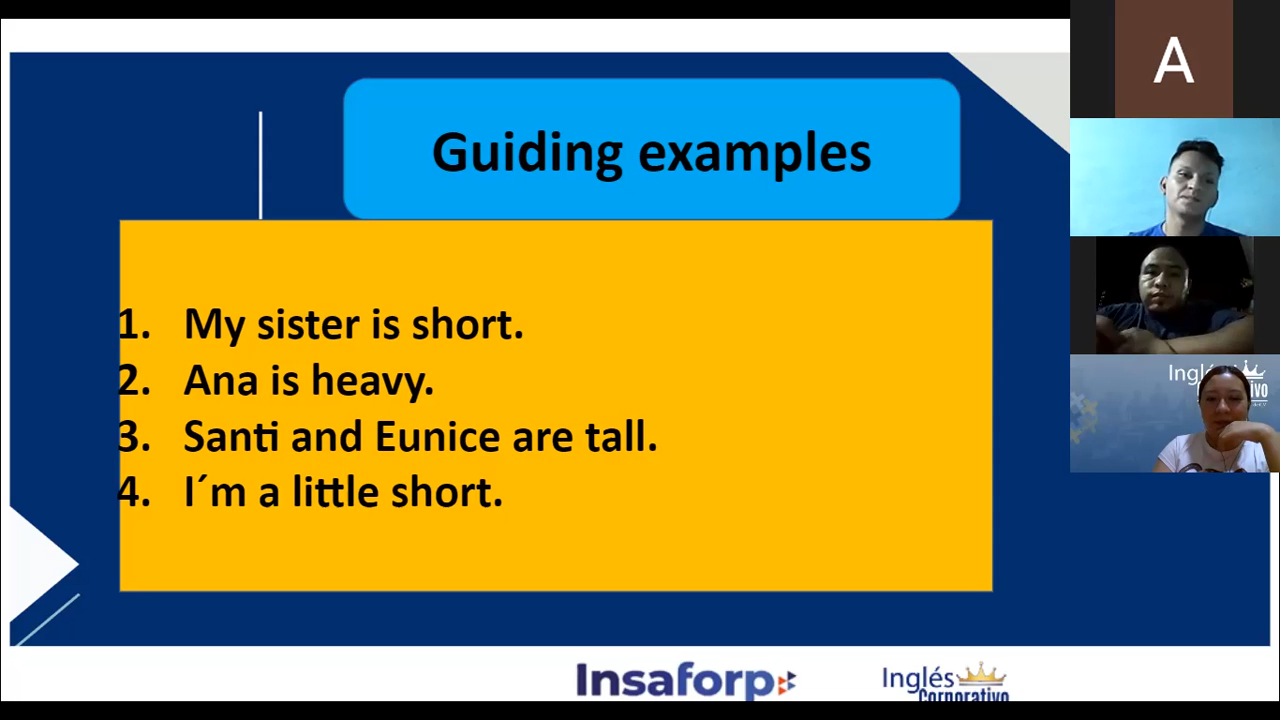 Guiding examples
1. My sister is short.
2. Ana is heavy.
3. Santi and Eunice are tall.
4. I´m a little short.
Insaforp
Inglés
Corporativo
A